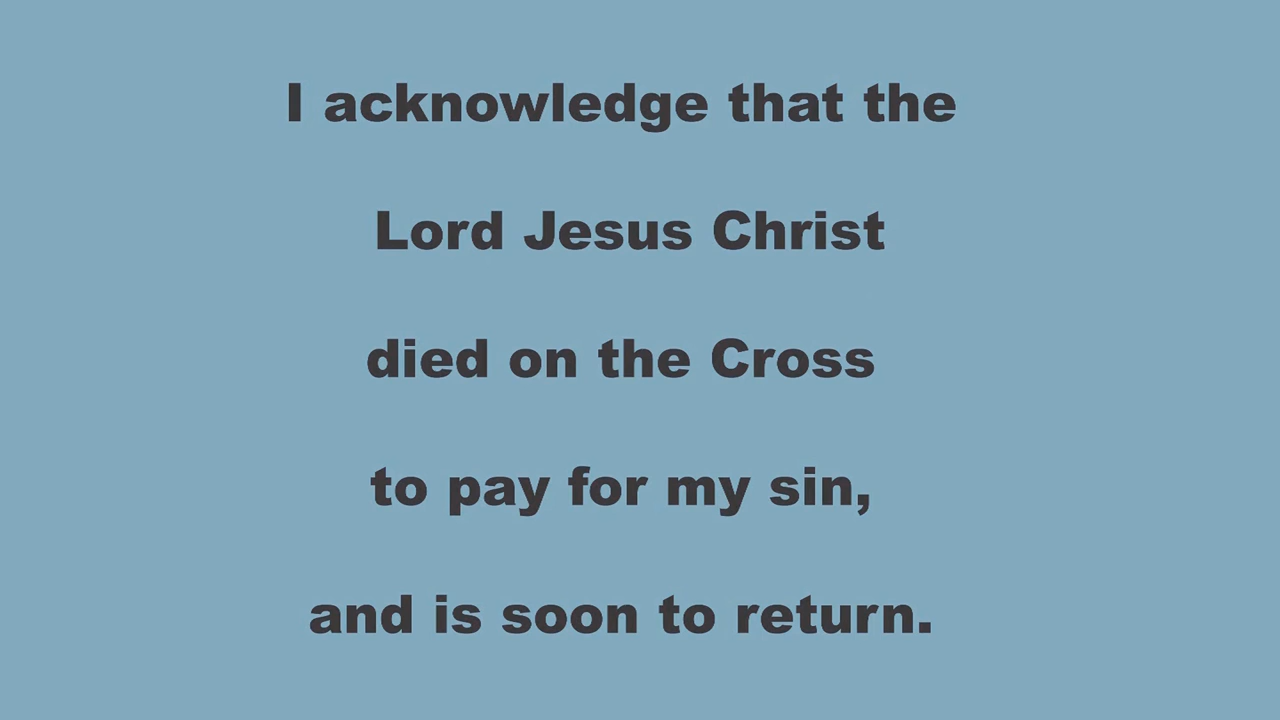 I acknowledge that the
Lord Jesus Christ
died on the Cross
to pay for my sin,
and is soon to return.